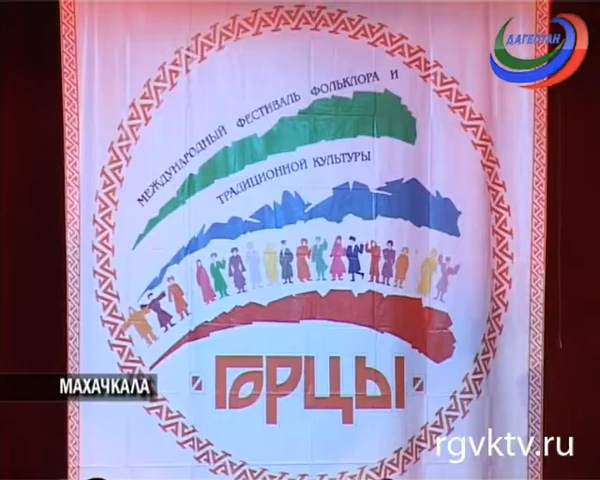 ДАГЕСТАН
МЕЖДУНАРОДНЫЙ ФЕСТИВАЛЬ ФОЛЬКЛОРА И
ТРАДИЦИОННОЙ КУЛЬТУРЫ
ГОРЦЫ
МАХАЧКАЛА
rgvktv.ru